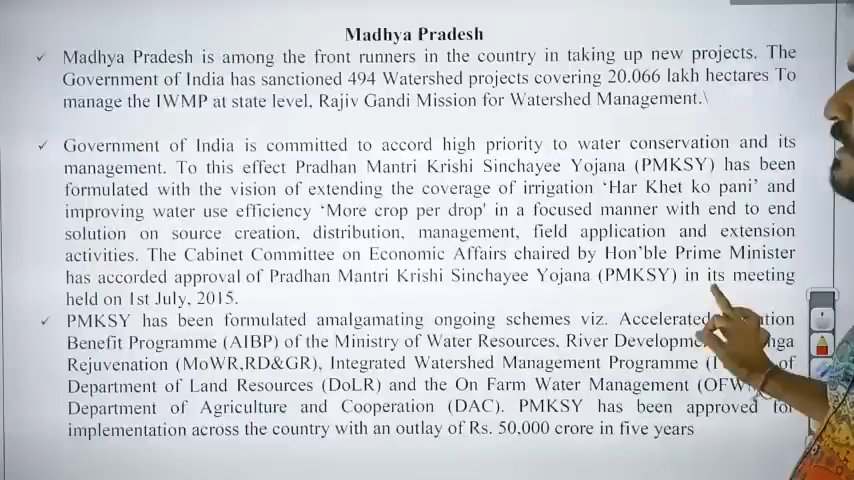 Madhya Pradesh
✓ Madhya Pradesh is among the front runners in the country in taking up new projects. The
Government of India has sanctioned 494 Watershed projects covering 20.066 lakh hectares To
manage the IWMP at state level, Rajiv Gandi Mission for Watershed Management.\
✓ Government of India is committed to accord high priority to water conservation and its
management. To this effect Pradhan Mantri Krishi Sinchayee Yojana (PMKSY) has been
formulated with the vision of extending the coverage of irrigation ‘Har Khet ko pani’ and
improving water use efficiency ‘More crop per drop' in a focused manner with end to end
solution on source creation, distribution, management, field application and extension
activities. The Cabinet Committee on Economic Affairs chaired by Hon’ble Prime Minister
has accorded approval of Pradhan Mantri Krishi Sinchayee Yojana (PMKSY) in its meeting
held on 1st July, 2015.
✓ PMKSY has been formulated amalgamating ongoing schemes viz. Accelerated
Benefit Programme (AIBP) of the Ministry of Water Resources, River
Rejuvenation (MoWR,RD&GR), Integrated Watershed Management Programme of
Department of Land Resources (DoLR) and the On Farm Water Management
Department of Agriculture and Cooperation (DAC). PMKSY has been approved for
implementation across the country with an outlay of Rs. 50,000 crore in five years